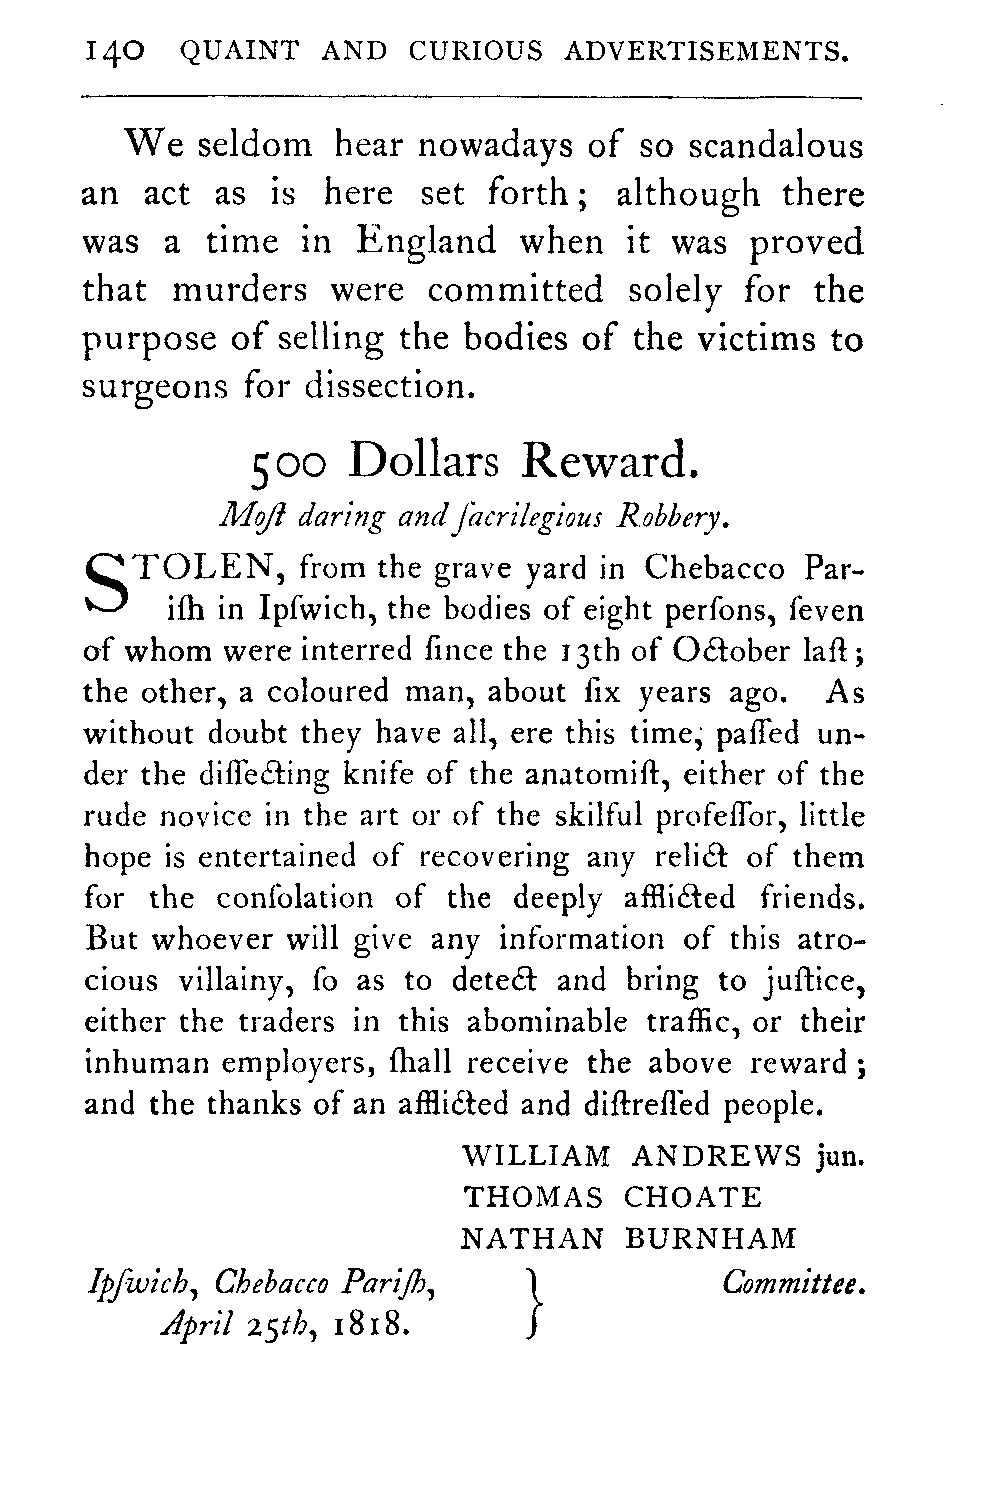 140 QUAINT AND CURIOUS ADVERTISEMENTS.
We seldom hear nowadays of so scandalous
an act as is here set forth; although there
was a time in England when it was proved
that murders were committed solely for the
purpose of selling the bodies of the victims to
surgeons for dissection.
500 Dollars Reward.
Moſt daring and ſacrilegious Robbery.
STOLEN, from the grave yard in Chebacco Par-
iſh in Ipſwich, the bodies of eight perſons, ſeven
of whom were interred ſince the 13th of October laſt;
the other, a coloured man, about ſix years ago. As
without doubt they have all, ere this time, paſſed un-
der the diſſecting knife of the anatomiſt, either of the
rude novice in the art or of the skilful profeſſor, little
hope is entertained of recovering any relict of them
for the conſolation of the deeply afflicted friends.
But whoever will give any information of this atro-
cious villainy, ſo as to detect and bring to juſtice,
either the traders in this abominable traffic, or their
inhuman employers, ſhall receive the above reward;
and the thanks of an afflicted and diſtreſſed people.
WILLIAM ANDREWS jun.
THOMAS CHOATE
NATHAN BURNHAM
Ipſwich, Chebacco Pariſh, } Committee.
April 25th, 1818.